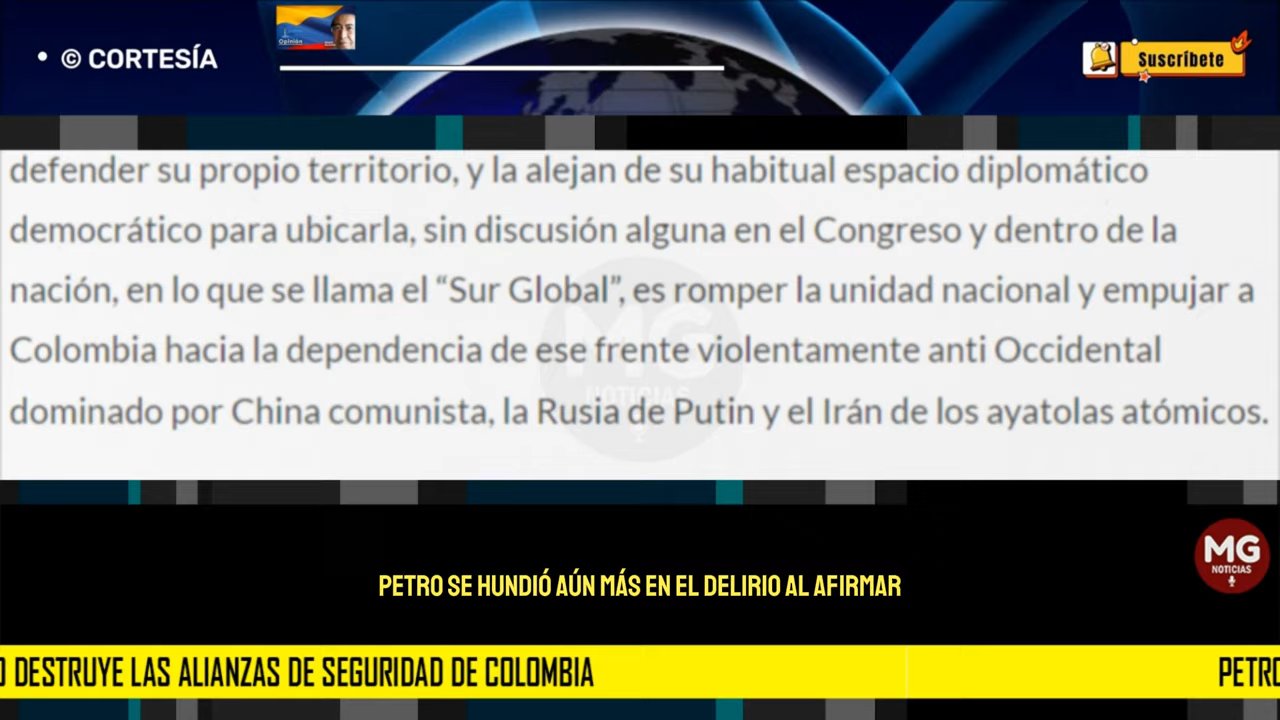 • © CORTESÍA
Opinión
Suscríbete
defender su propio territorio, y la alejan de su habitual espacio diplomático
democrático para ubicarla, sin discusión alguna en el Congreso y dentro de la
nación, en lo que se llama el “Sur Global”, es romper la unidad nacional y empujar a
Colombia hacia la dependencia de ese frente violentamente anti Occidental
dominado por China comunista, la Rusia de Putin y el Irán de los ayatolas atómicos.
MG
NOTICIAS
MG
NOTICIAS
PETRO SE HUNDIÓ AÚN MÁS EN EL DELIRIO AL AFIRMAR
O DESTRUYE LAS ALIANZAS DE SEGURIDAD DE COLOMBIA
PETRO